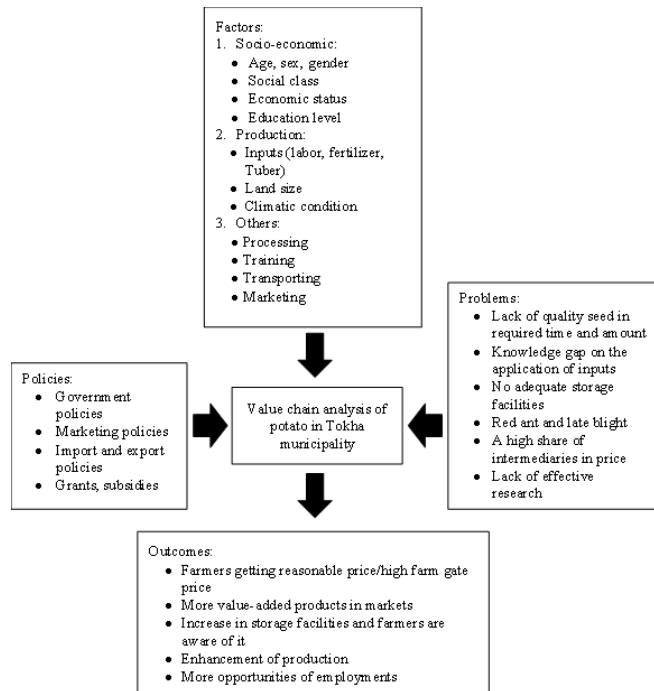 Factors:
1. Socio-economic:
● Age, sex, gender
● Social class
● Economic status
● Education level
2. Production:
● Inputs (labor, fertilizer,
Tuber)
● Land size
● Climatic condition
3. Others:
● Processing
● Training
● Transporting
● Marketing
Policies:
● Government
policies
● Marketing policies
● Import and export
policies
● Grants, subsidies
Value chain analysis of
potato in Tokha
municipality
Problems:
● Lack of quality seed in
required time and amount
● Knowledge gap on the
application of inputs
● No adequate storage
facilities
● Red ant and late blight
● A high share of
intermediaries in price
● Lack of effective
research
Outcomes:
● Farmers getting reasonable price/high farm gate
price
● More value-added products in markets
● Increase in storage facilities and farmers are
aware of it
● Enhancement of production
● More opportunities of employments